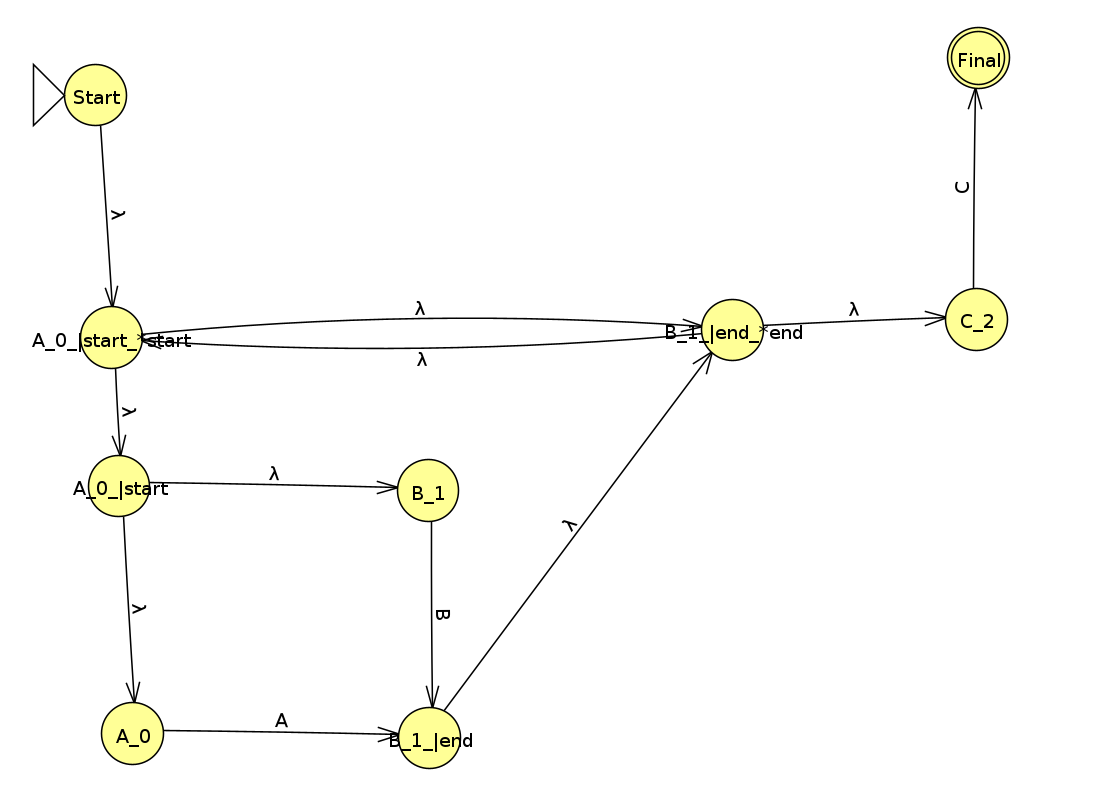 Final
Start
C
λ
λ
λ
C_2
A_0_|start_*start
B_1_|end_*end
λ
λ
λ
A_0_|start
B_1
λ
λ
B
A
A_0
B_1_|end